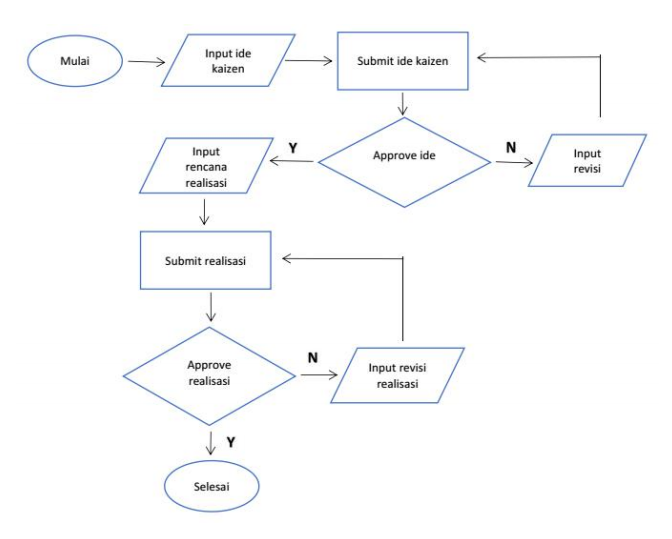 Mulai
Input ide
kaizen
Submit ide kaizen
Approve ide
Y
N
Input
rencana
realisasi
Input
revisi
Submit realisasi
Approve
realisasi
N
Input revisi
realisasi
Y
Selesai